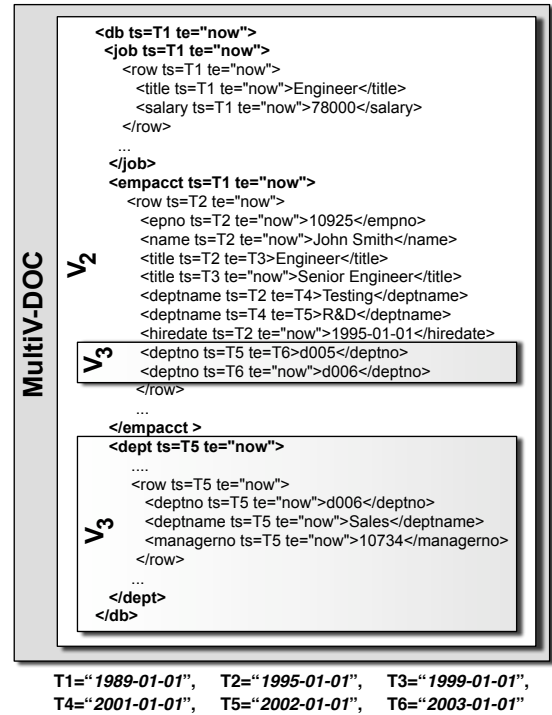 MultiV-DOC
<db ts=T1 te="now">
<job ts=T1 te="now">
<row ts=T1 te="now">
<title ts=T1 te="now">Engineer</title>
<salary ts=T1 te="now">78000</salary>
</row>
...
</job>
<empacct ts=T1 te="now">
V2
<row ts=T2 te="now">
<epno ts=T2 te="now">10925</empno>
<name ts=T2 te="now">John Smith</name>
<title ts=T2 te=T3>Engineer</title>
<title ts=T3 te="now">Senior Engineer</title>
<deptname ts=T2 te=T4>Testing</deptname>
<deptname ts=T4 te=T5>R&D</deptname>
<hiredate ts=T2 te="now">1995-01-01</hiredate>
V3
<deptno ts=T5 te=T6>d005</deptno>
<deptno ts=T6 te="now">d006</deptno>
</row>
...
</empacct >
<dept ts=T5 te="now">
....
<row ts=T5 te="now">
<deptno ts=T5 te="now">d006</deptno>
V3
<deptname ts=T5 te="now">Sales</deptname>
<managerno ts=T5 te="now">10734</managerno>
</row>
...
</dept>
</db>
T1=“1989-01-01”, T2=“1995-01-01”, T3=“1999-01-01”,
T4=“2001-01-01”, T5=“2002-01-01”, T6=“2003-01-01”